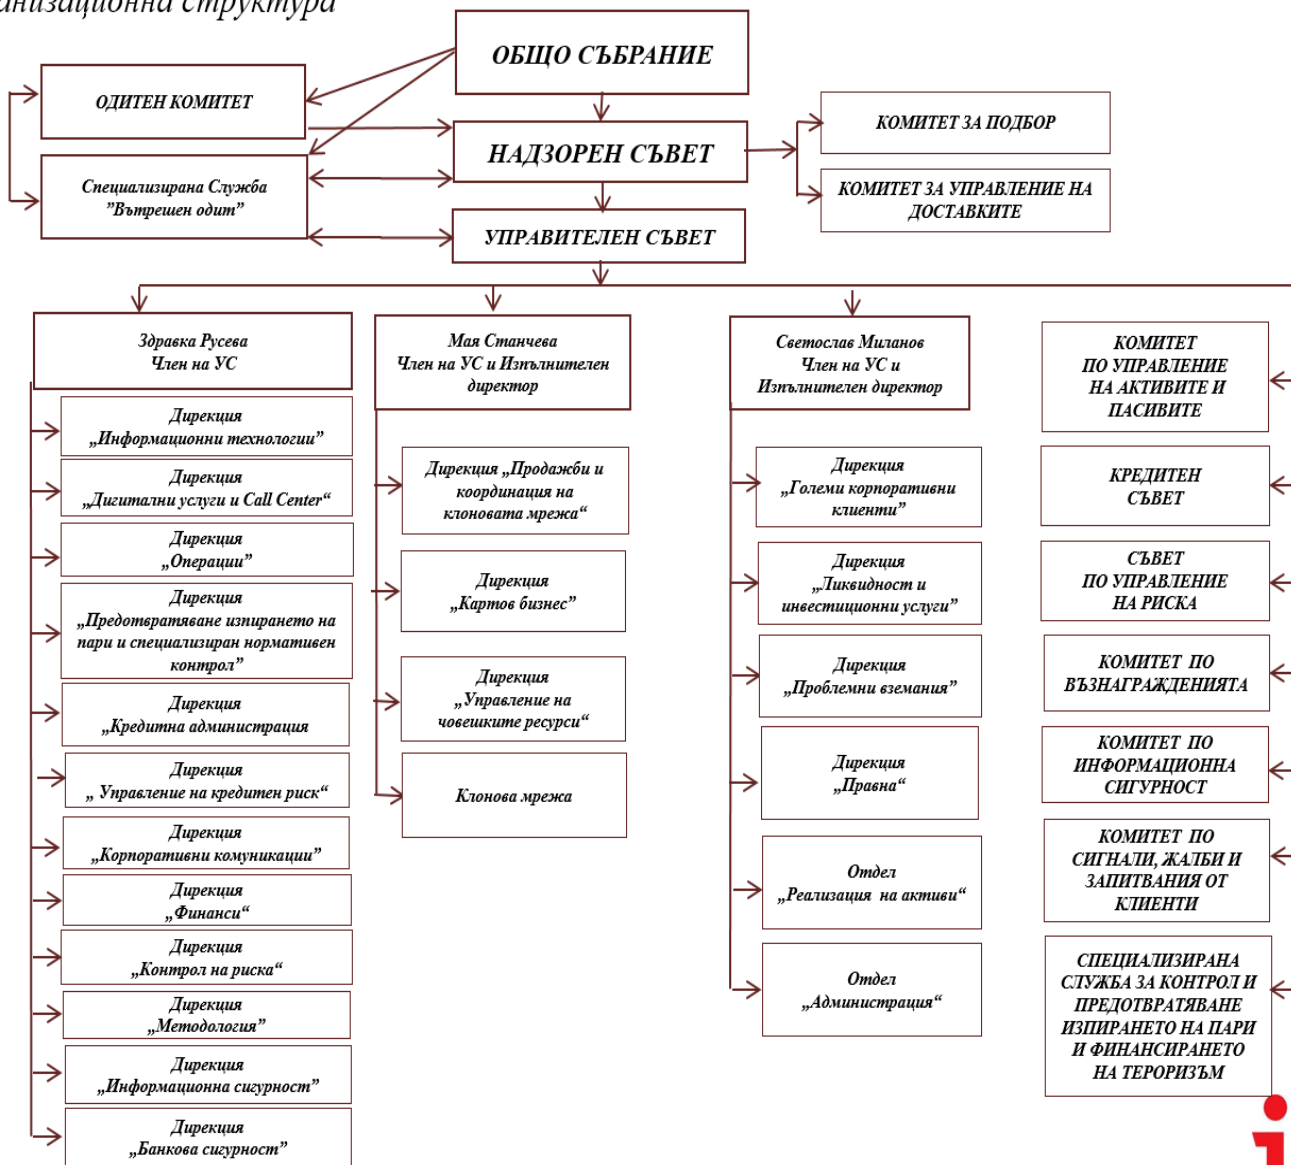 анизационна структура
ОБЩО СЪБРАНИЕ
ОДИТЕН КОМИТЕТ
НАДЗОРЕН СЪВЕТ
КОМИТЕТ ЗА ПОДБОР
Специализирана Служба
"Вътрешен одит”
КОМИТЕТ ЗА УПРАВЛЕНИЕ НА
ДОСТАВКИТЕ
УПРАВИТЕЛЕН СЪВЕТ
Здравка Русева
Член на УС
Дирекция
„Информационни технологии”
Дирекция
„Дигитални услуги и Call Center“
Дирекция
„Операции”
Дирекция
„Предотвратяване изпирането на
пари и специализиран нормативен
контрол”
Дирекция
„Кредитна администрация
Дирекция
„ Управление на кредитен риск“
Дирекция
„Корпоративни комуникации”
Дирекция
„Финанси“
Дирекция
„Контрол на риска“
Дирекция
„Методология”
Дирекция
„Информационна сигурност”
Дирекция
„Банкова сигурност”
Мая Станчева
Член на УС и Изпълнителен
директор
Дирекция „Продажби и
координация на
клоновата мрежа“
Дирекция
„Картов бизнес”
Дирекция
„Управление на
човешките ресурси“
Клонова мрежа
Светослав Миланов
Член на УС и
Изпълнителен директор
Дирекция
„Големи корпоративни
клиенти”
Дирекция
„Ликвидност и
инвестиционни услуги”
Дирекция
„Проблемни вземания”
Дирекция
„Правна“
Отдел
„Реализация на активи“
Отдел
„Администрация“
КОМИТЕТ
ПО УПРАВЛЕНИЕ
НА АКТИВИТЕ И
ПАСИВИТЕ
КРЕДИТЕН
СЪВЕТ
СЪВЕТ
ПО УПРАВЛЕНИЕ
НА РИСКА
КОМИТЕТ ПО
ВЪЗНАГРАЖДЕНИЯТА
КОМИТЕТ ПО
ИНФОРМАЦИОННА
СИГУРНОСТ
КОМИТЕТ ПО
СИГНАЛИ, ЖАЛБИ И
ЗАПИТВАНИЯ ОТ
КЛИЕНТИ
СПЕЦИАЛИЗИРАНА
СЛУЖБА ЗА КОНТРОЛ И
ПРЕДОТВРАТЯВАНЕ
ИЗПИРАНЕТО НА ПАРИ
И ФИНАНСИРАНЕТО
НА ТЕРОРИЗЪМ